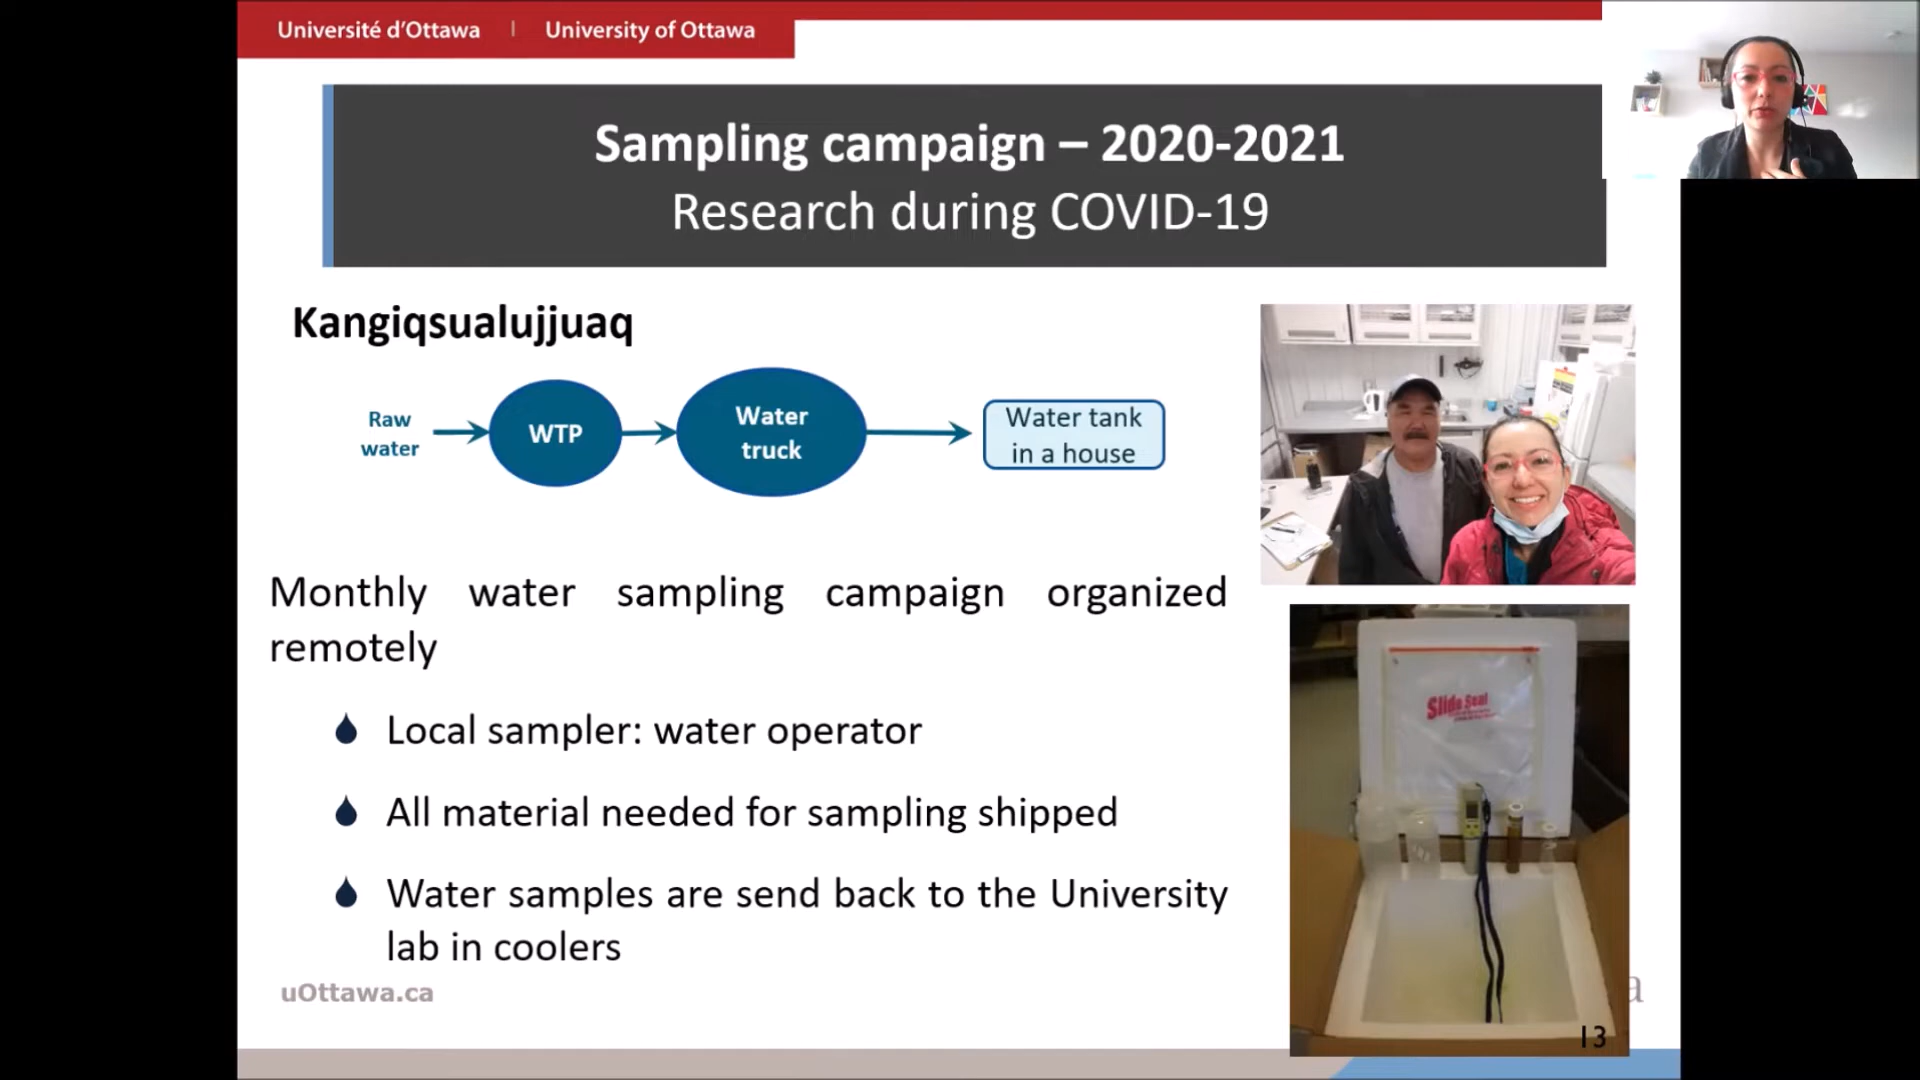 Université d'Ottawa | University of Ottawa
Sampling campaign – 2020-2021
Research during COVID-19
Kangiqsualujjuaq
Raw
water
WTP
Water
truck
Water tank
in a house
Monthly water sampling campaign organized
remotely
Local sampler: water operator
All material needed for sampling shipped
Water samples are send back to the University
lab in coolers
Slide Seal
uOttawa.ca
a
13